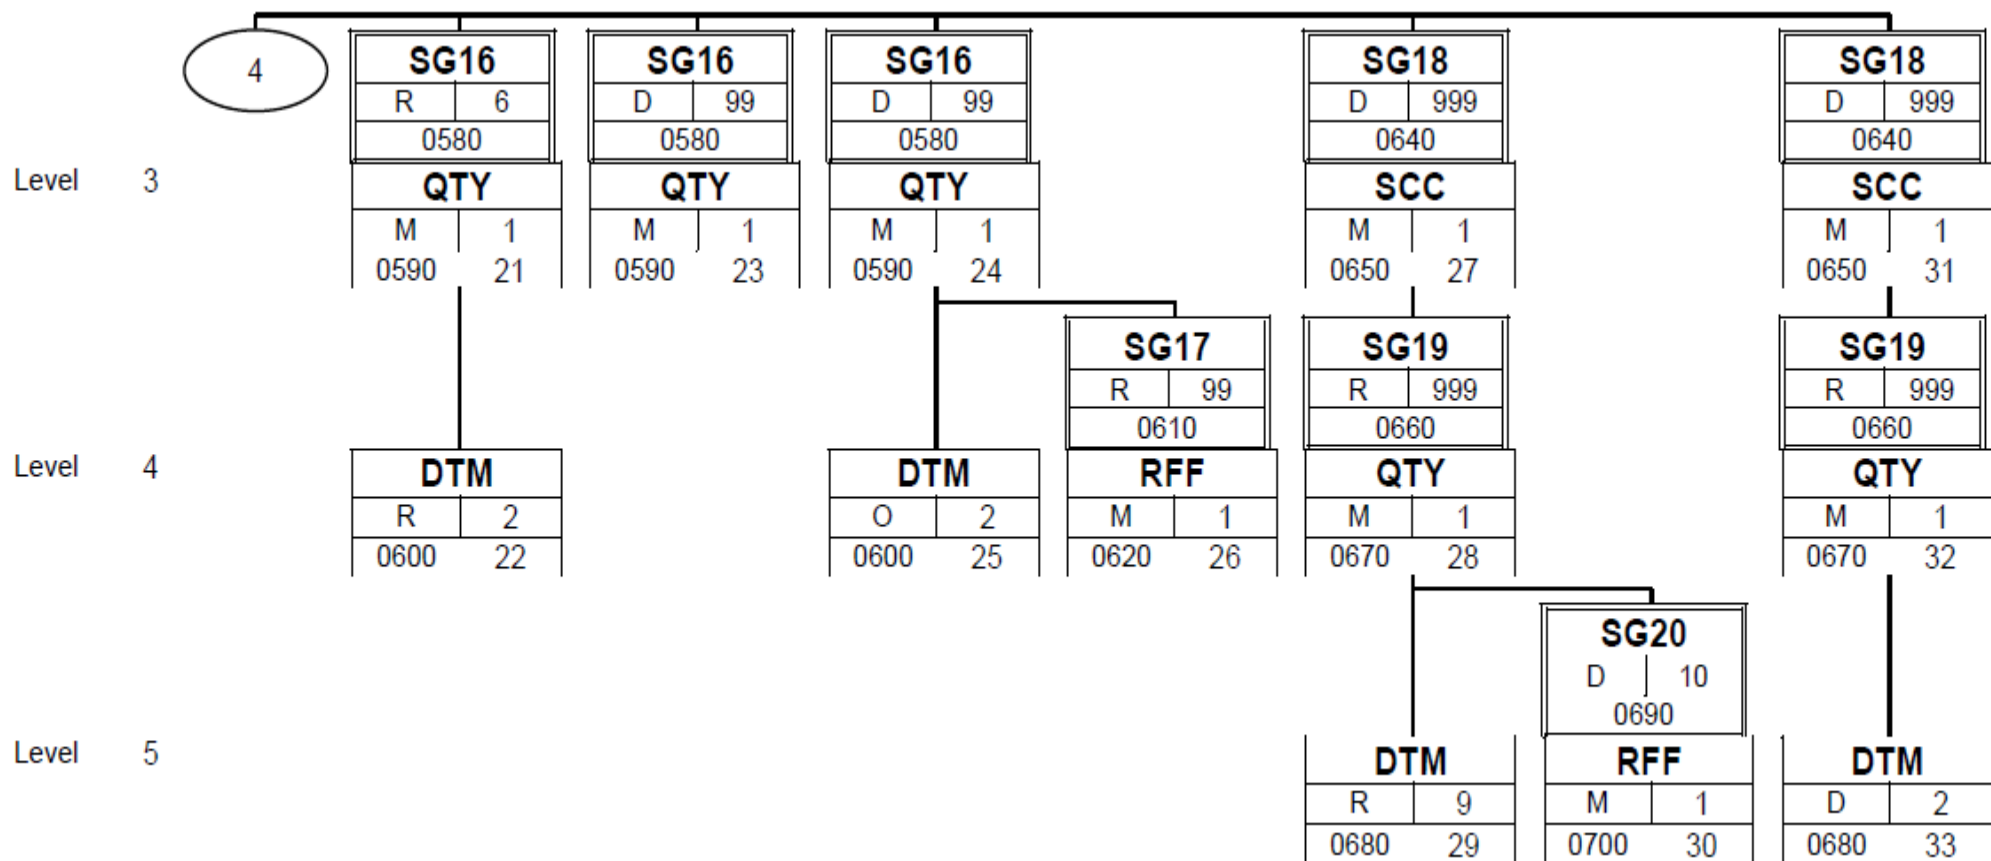 4
SG16 SG16 SG16 SG18 SG18
R 6 D 99 D 99 D 999 D 999
0580 0580 0580 0640 0640
Level 3 QTY QTY QTY SCC SCC
M 1 M 1 M 1 M 1 M 1
0590 21 0590 23 0590 24 0650 27 0650 31
SG17 SG19 SG19
R 99 R 999 R 999
0610 0660 0660
Level 4 DTM DTM RFF QTY QTY
R 2 O 2 M 1 M 1 M 1
0600 22 0600 25 0620 26 0670 28 0670 32
SG20
D 10
0690
Level 5 DTM RFF DTM
R 9 M 1 D 2
0680 29 0700 30 0680 33